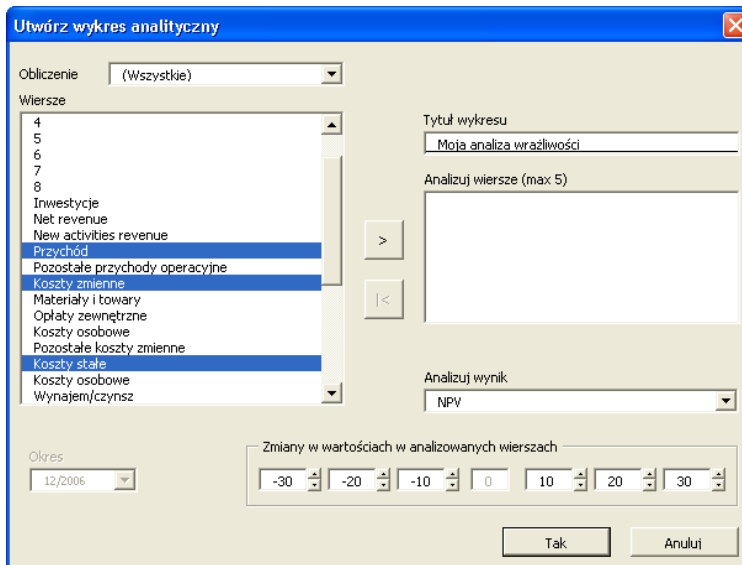 Utwórz wykres analityczny
Obliczenie
(Wszystkie)
Wiersze
4
5
6
7
8
Inwestycje
Net revenue
New activities revenue
Przychód
Pozostałe przychody operacyjne
Koszty zmienne
Materiały i towary
Opłaty zewnętrzne
Koszty osobowe
Pozostałe koszty zmienne
Koszty stałe
Koszty osobowe
Wynajem/czynsz
>
|<
Tytuł wykresu
Moja analiza wrażliwości
Analizuj wiersze (max 5)
Analizuj wynik
NPV
Okres
12/2006
Zmiany w wartościach w analizowanych wierszach
-30 -20 -10 0 10 20 30
Tak Anuluj